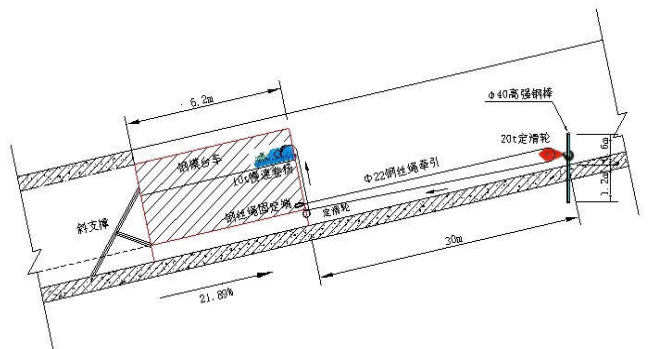 6.2m
Φ40高强钢棒
20t定滑轮
.6m
1.2m
钢模台车
10t慢速卷扬
Φ22钢丝绳牵引
钢丝绳固定端
定滑轮
斜支撑
30m
21.89%